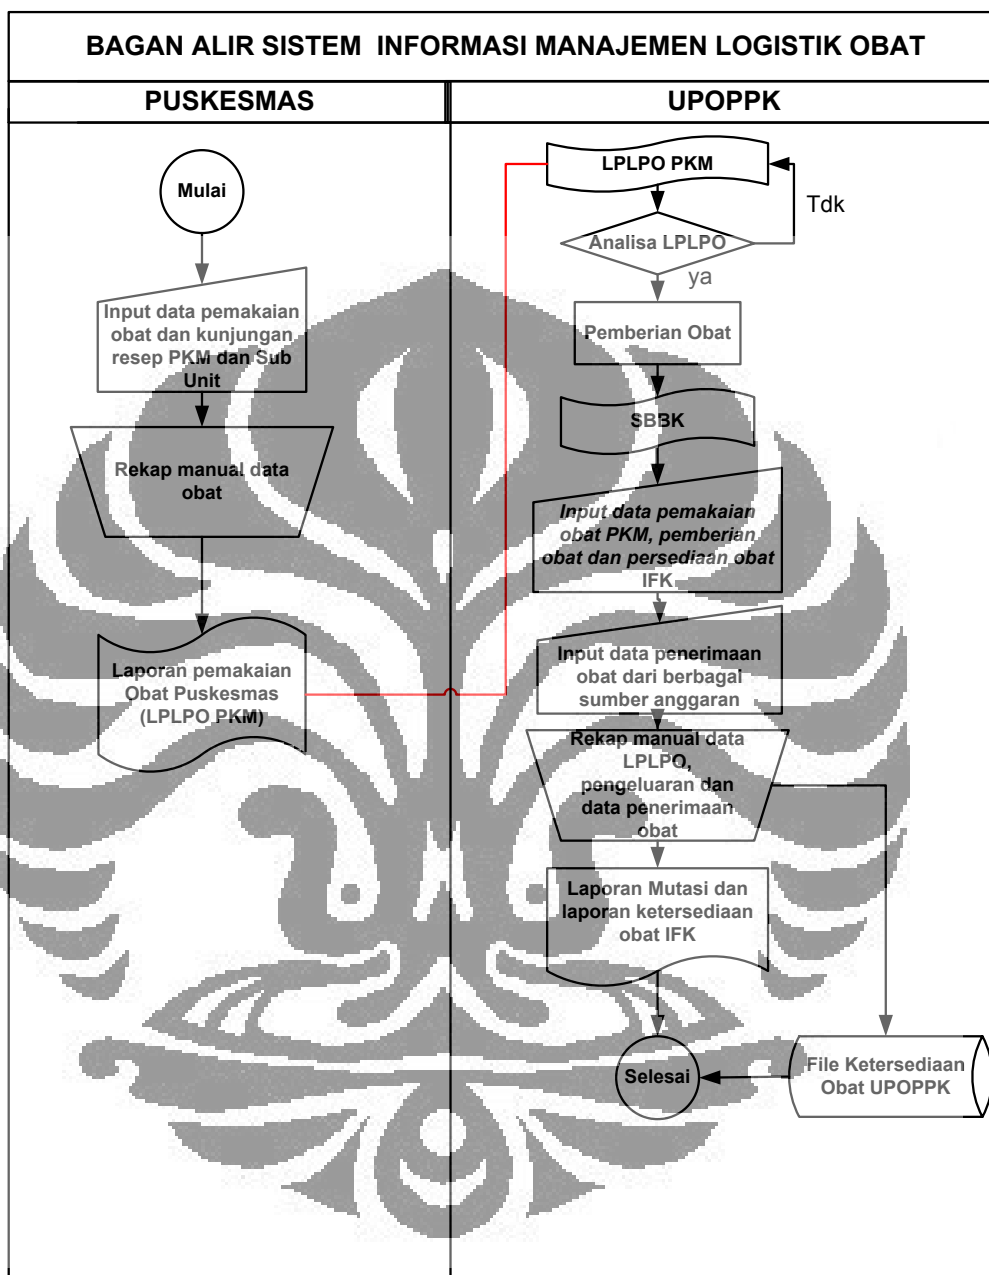 BAGAN ALIR SISTEM INFORMASI MANAJEMEN LOGISTIK OBAT
PUSKESMAS
UPOPPK
Mulai
Input data pemakaian
obat dan kunjungan
resep PKM dan Sub
Unit
Rekap manual data
obat
Laporan pemakaian
Obat Puskesmas
(LPLPO PKM)
LPLPO PKM
Tdk
Analisa LPLPO
ya
Pemberian Obat
SBBK
Input data pemakaian
obat PKM, pemberian
obat dan persediaan obat
IFK
Input data penerimaan
obat dari berbagai
sumber anggaran
Rekap manual data
LPLPO,
pengeluaran dan
data penerimaan
obat
Laporan Mutasi dan
laporan ketersediaan
obat IFK
Selesai
File Ketersediaan
Obat UPOPPK